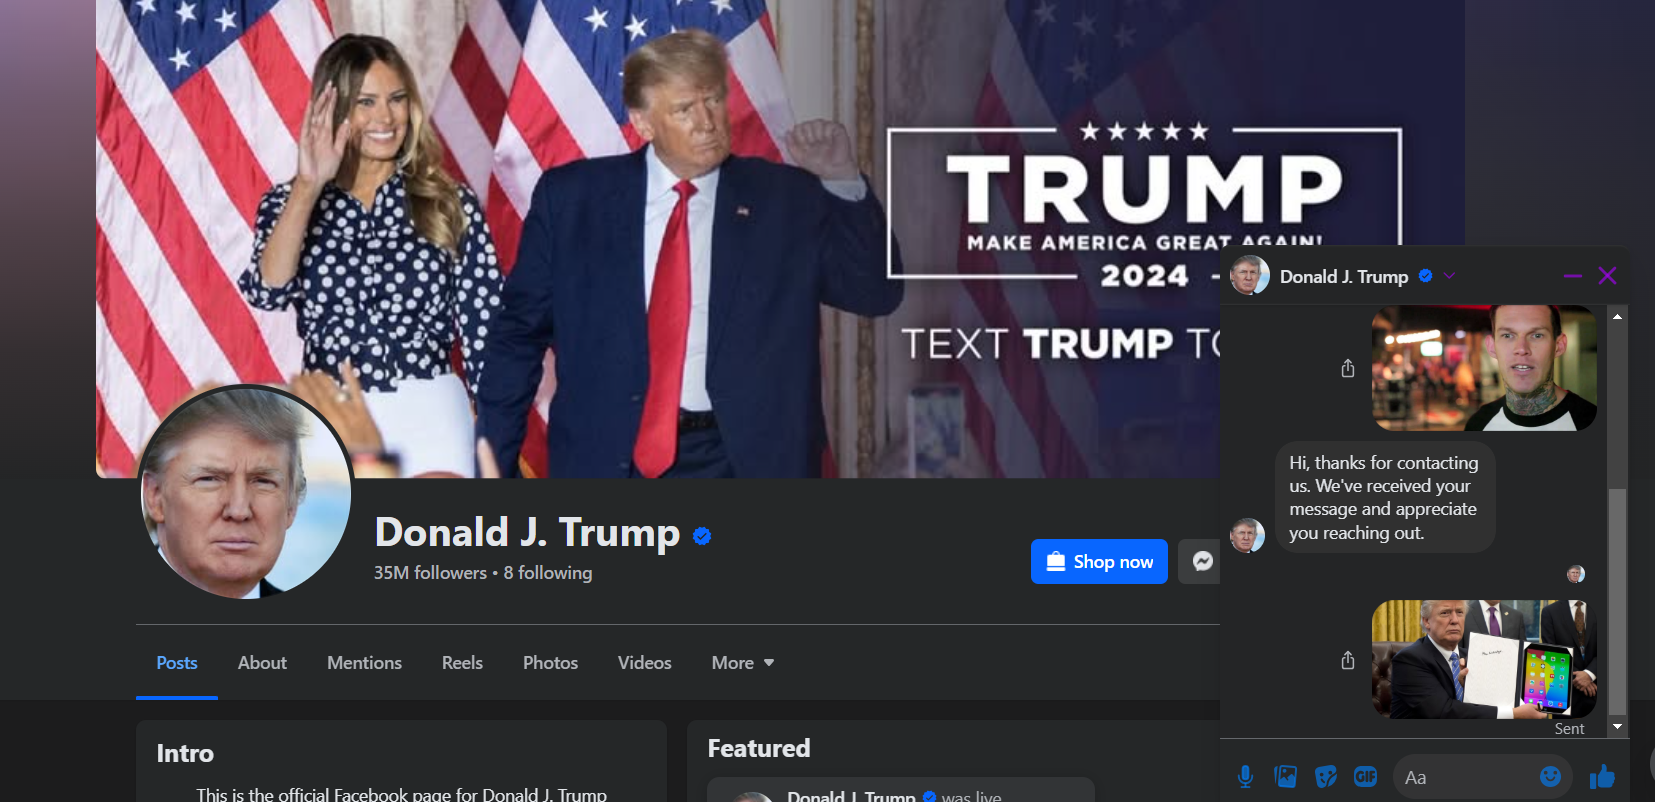 ★★★★★
TRUMP
MAKE AMERICA GREAT AGAIN!
2024 -
TEXT TRUMP TO
Donald J. Trump
35M followers • 8 following
Shop now
Posts
About
Mentions
Reels
Photos
Videos
More
Intro
This is the official Facebook page for Donald J. Trump
Featured
Donald J. Trump was live
Donald J. Trump
Hi, thanks for contacting
us. We've received your
message and appreciate
you reaching out.
Sent
GIF
Aa